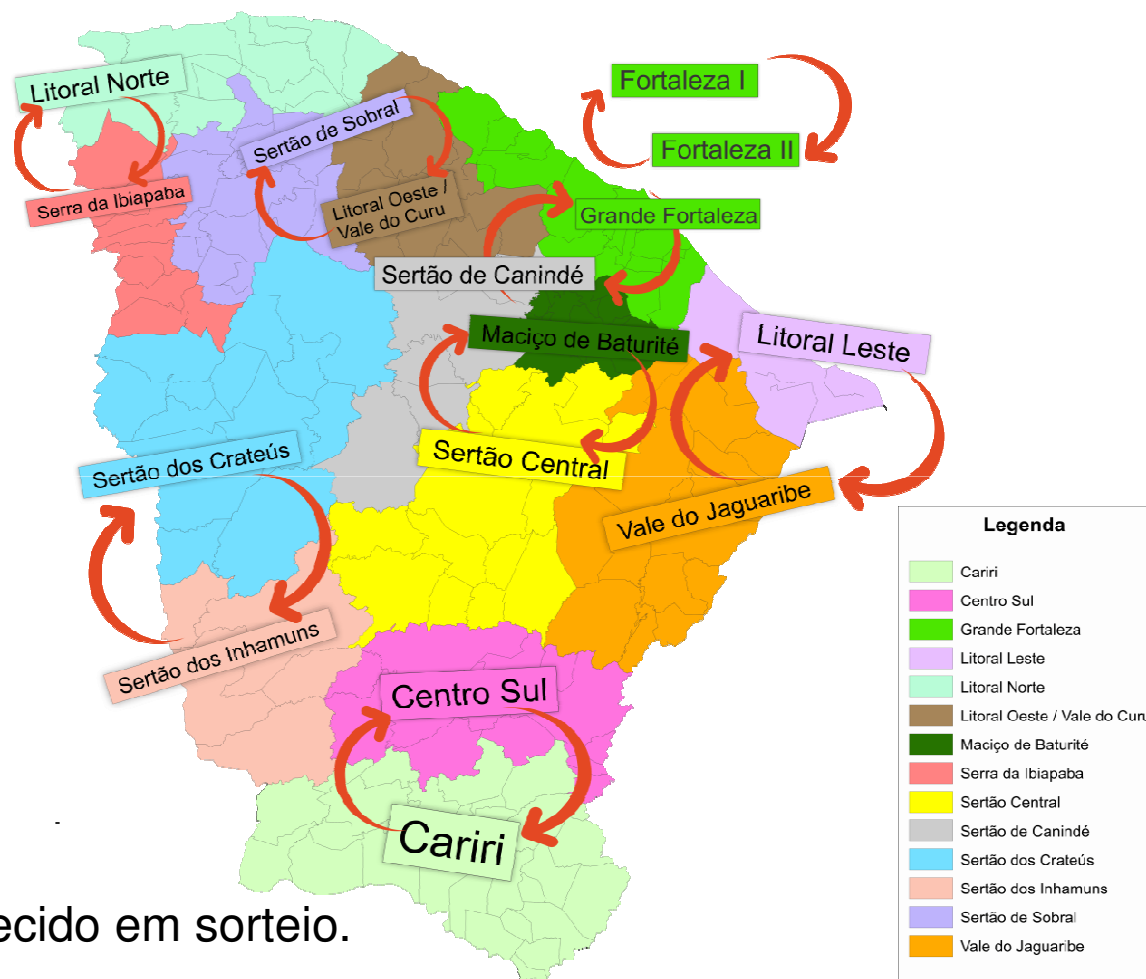 Litoral Norte
Serra da Ibiapaba
Sertão de Sobral
Litoral Oeste /
Vale do Curu
Fortaleza I
Fortaleza II
Grande Fortaleza
Sertão de Canindé
Maciço de Baturité
Litoral Leste
Sertão Central
Sertão dos Crateús
Vale do Jaguaribe
Sertão dos Inhamuns
Centro Sul
Cariri
-
ecido em sorteio.
Legenda
Cariri
Centro Sul
Grande Fortaleza
Litoral Leste
Litoral Norte
Litoral Oeste / Vale do Curu
Maciço de Baturité
Serra da Ibiapaba
Sertão Central
Sertão de Canindé
Sertão dos Crateús
Sertão dos Inhamuns
Sertão de Sobral
Vale do Jaguaribe